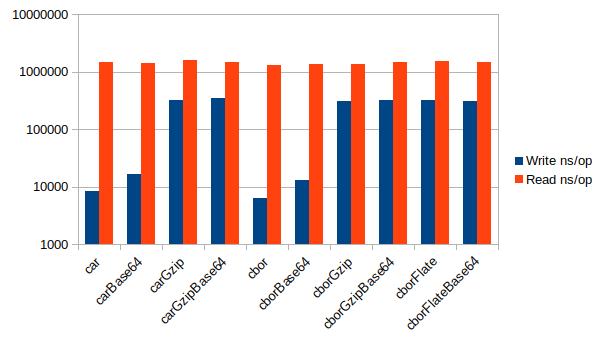 10000000
1000000
100000
10000
1000
Write ns/op
Read ns/op
car
carBase64
carGzip
carGzipBase64
cbor
cborBase64
cborGzip
cborGzipBase64
cborFlate
cborFlateBase64